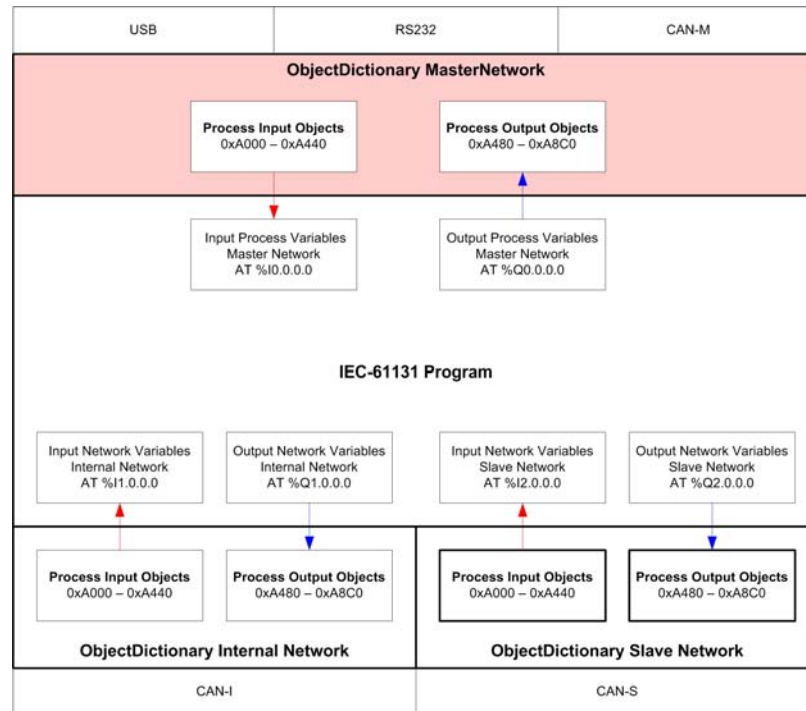 USB
RS232
CAN-M
ObjectDictionary MasterNetwork
Process Input Objects
0xA000 – 0xA440
Process Output Objects
0xA480 – 0xA8C0
Input Process Variables
Master Network
AT %I0.0.0.0
Output Process Variables
Master Network
AT %Q0.0.0.0
IEC-61131 Program
Input Network Variables
Internal Network
AT %I1.0.0.0
Output Network Variables
Internal Network
AT %Q1.0.0.0
Input Network Variables
Slave Network
AT %I2.0.0.0
Output Network Variables
Slave Network
AT %Q2.0.0.0
Process Input Objects
0xA000 – 0xA440
Process Output Objects
0xA480 – 0xA8C0
Process Input Objects
0xA000 – 0xA440
Process Output Objects
0xA480 – 0xA8C0
ObjectDictionary Internal Network
ObjectDictionary Slave Network
CAN-I
CAN-S